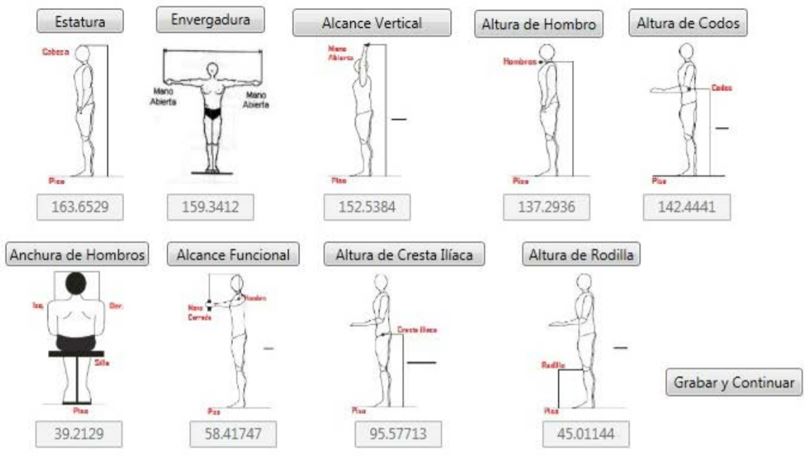 Estatura
Envergadura
Alcance Vertical
Altura de Hombro
Altura de Codos
Cabeza
Mano
Abierta
Mano
Abierta
Mano
Abierta
Hombros
Codos
Piso
Piso
Piso
Piso
163.6529
159.3412
152.5384
137.2936
142.4441
Anchura de Hombros
Alcance Funcional
Altura de Cresta Ilíaca
Altura de Rodilla
Izq.
Der.
Mano
Cerrada
Hombro
Cresta Iliaca
Silla
Rodilla
Piso
Piso
Piso
Piso
Grabar y Continuar
39.2129
58.41747
95.57713
45.01144